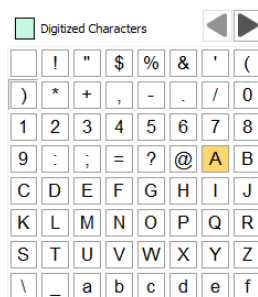 Digitized Characters
! " $ % & ' (
) * + , - . / 0
1 2 3 4 5 6 7 8
9 : ; = ? @ A B
C D E F G H I J
K L M N O P Q R
S T U V W X Y Z
\ _ a b c d e f